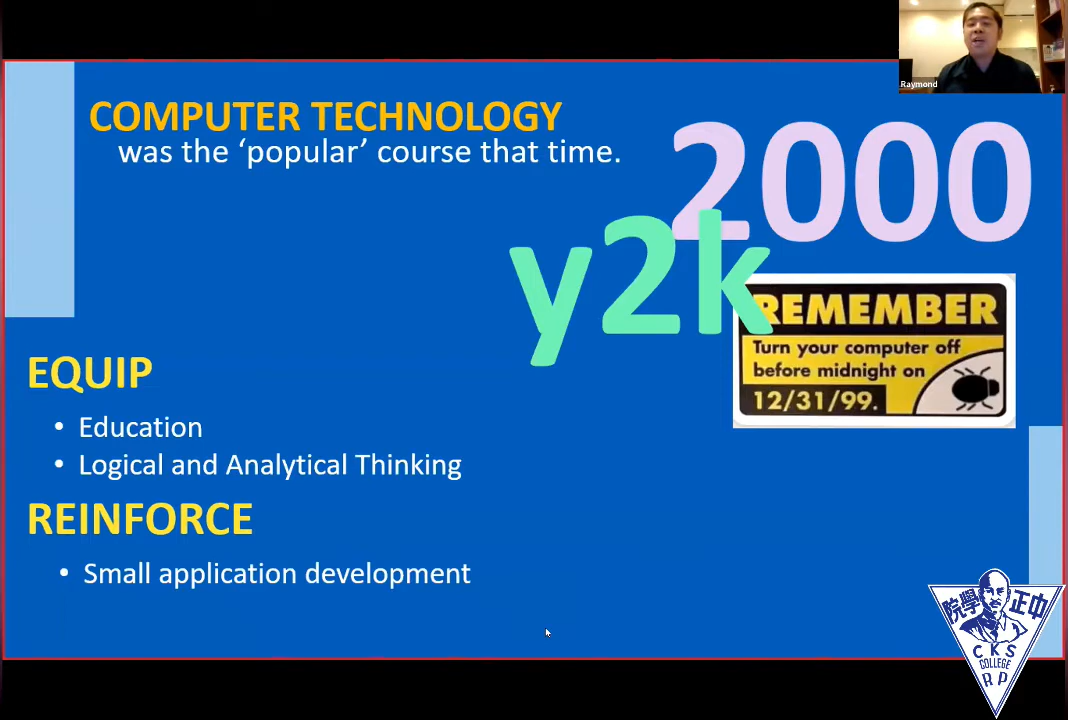 Raymond
COMPUTER TECHNOLOGY
was the ‘popular’ course that time.
2000
y2k
REMEMBER
Turn your computer off
before midnight on
12/31/99.
EQUIP
• Education
• Logical and Analytical Thinking
REINFORCE
• Small application development
院學 正中
CKS
COLLEGE
RP